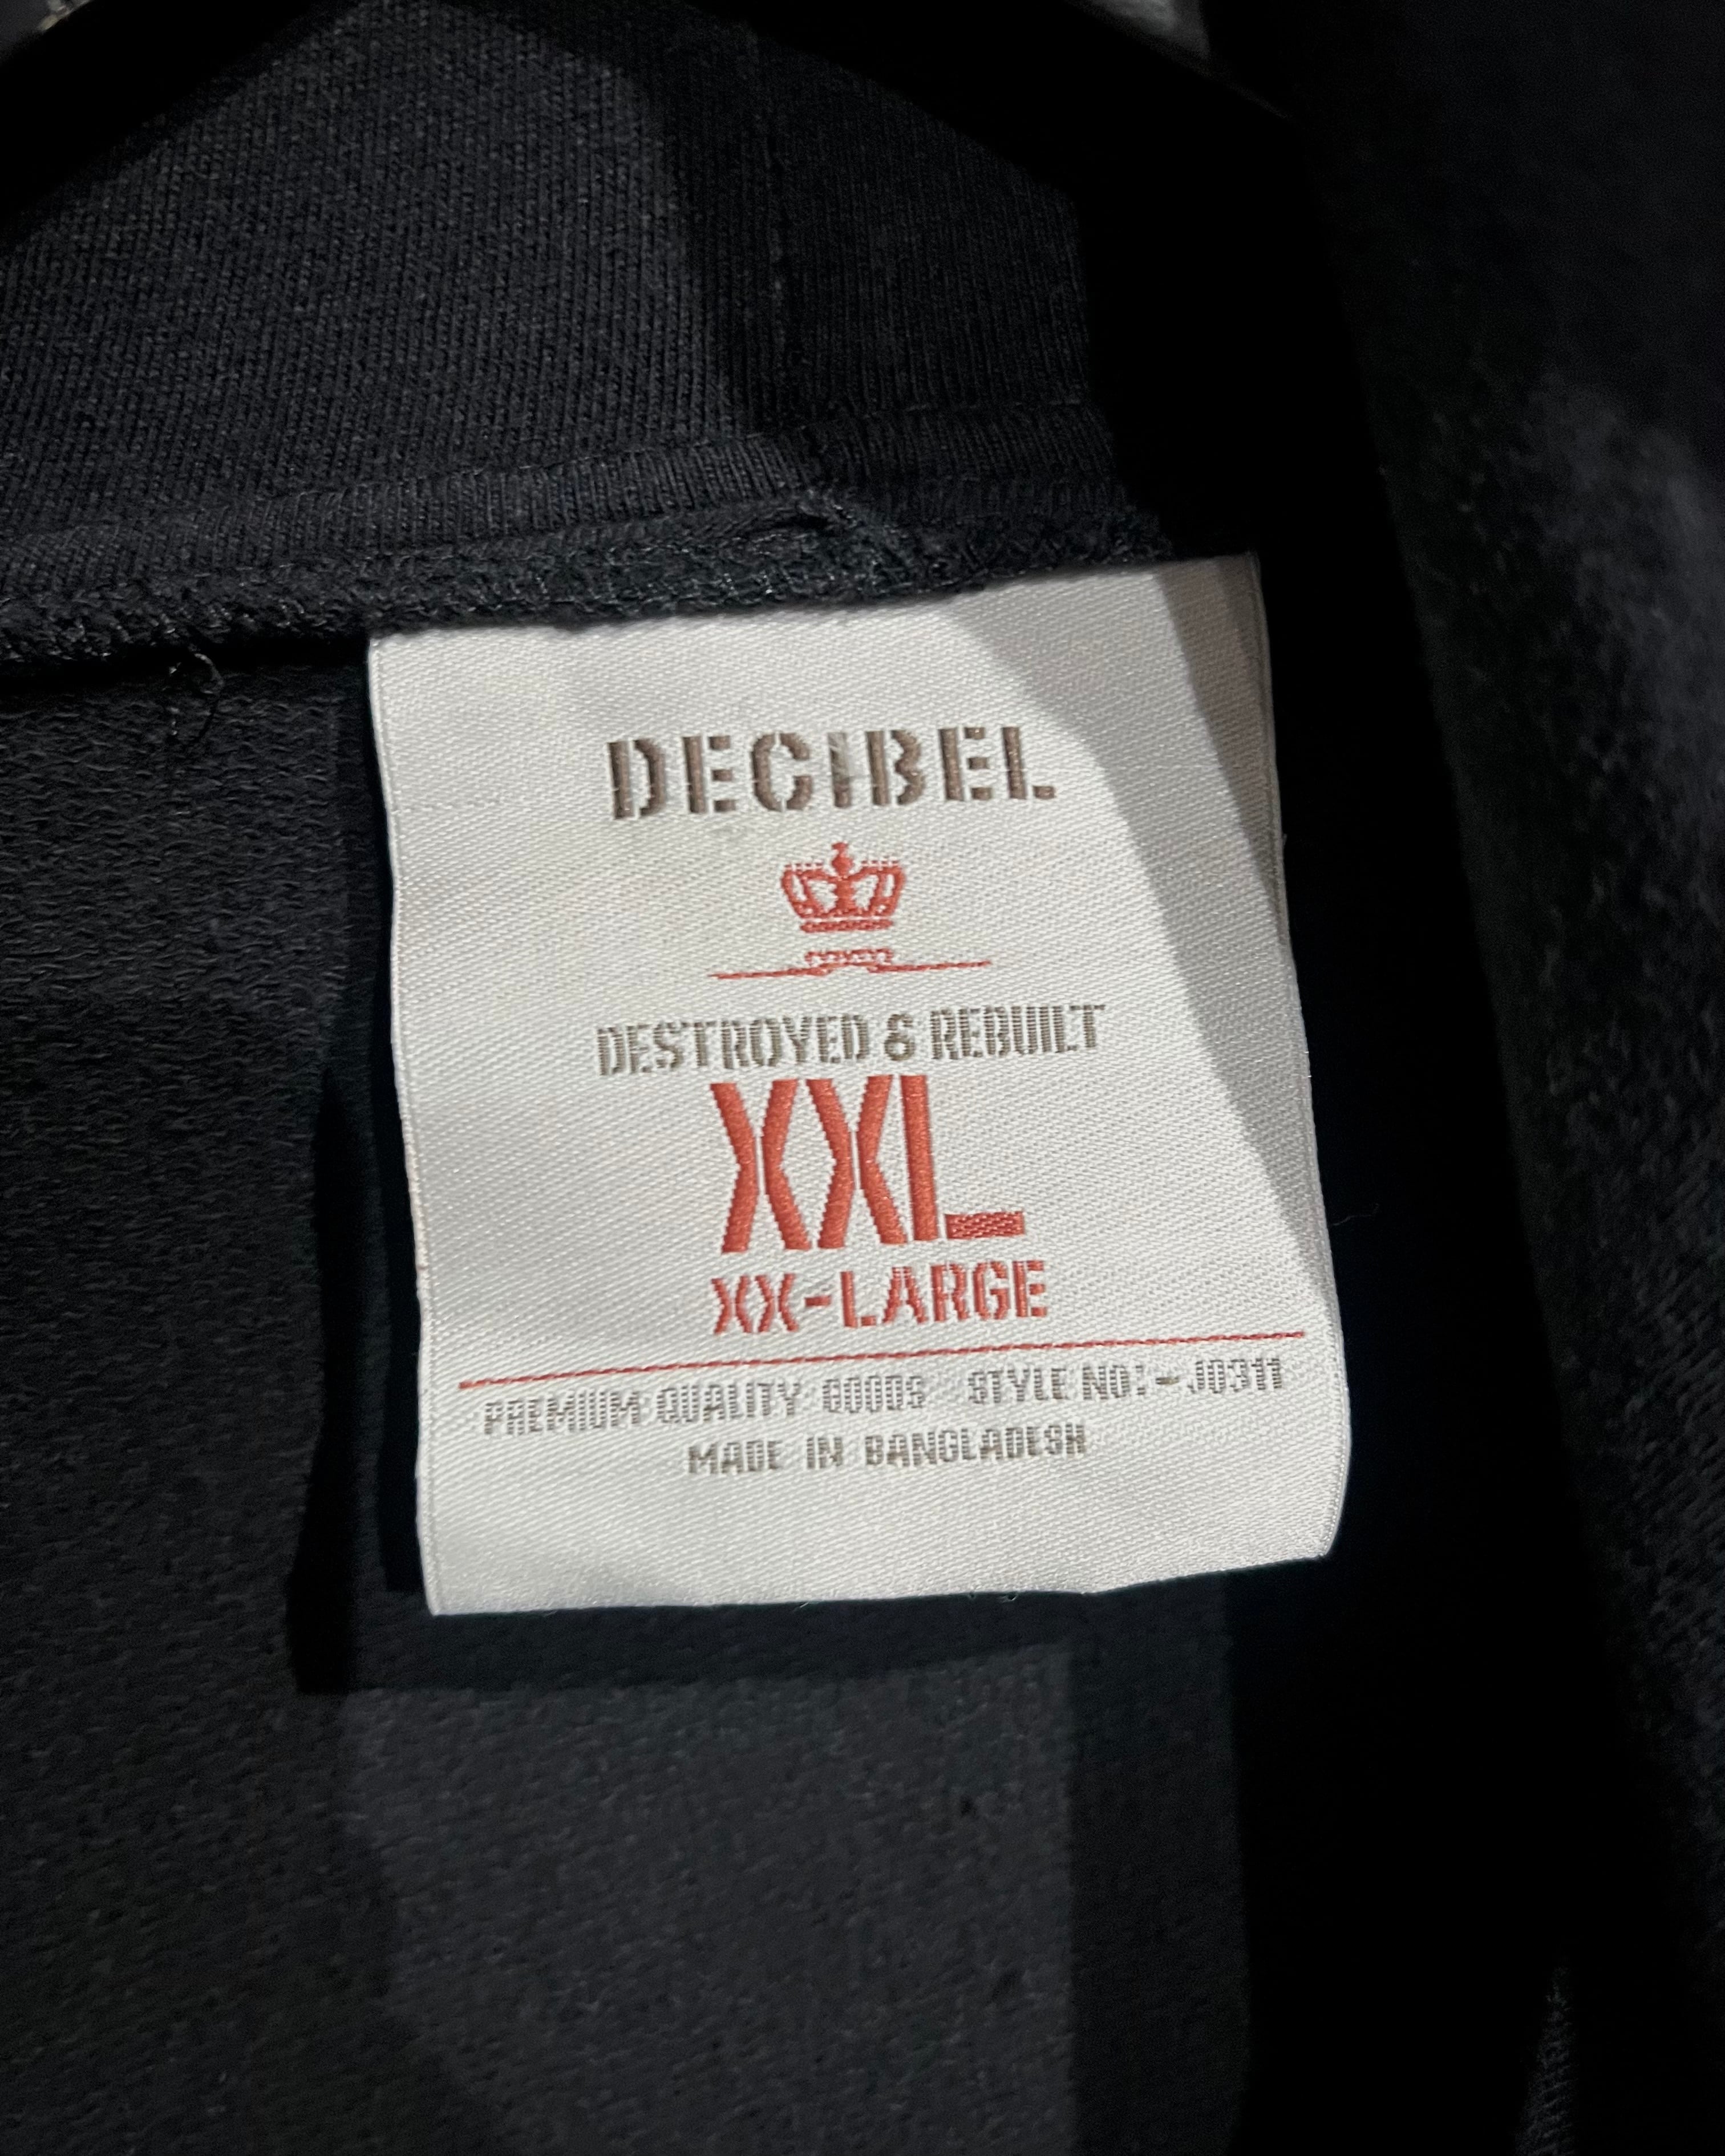 DECIBEL
DESTROYED & REBUILT
XXL
XX-LARGE
PREMIUM QUALITY GOODS STYLE NO:-J0311
MADE IN BANGLADESH